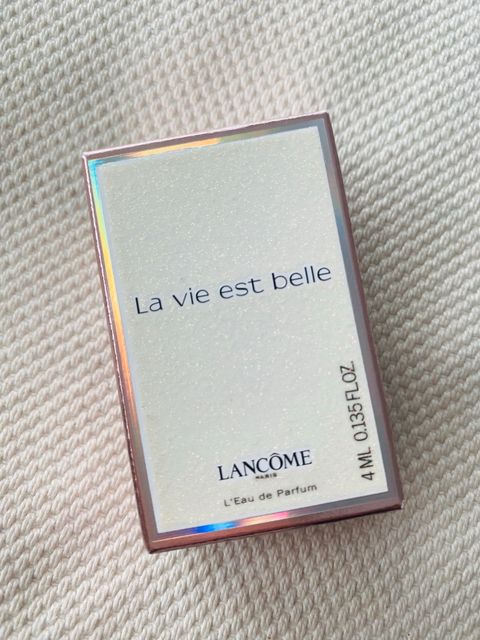 La vie est belle
LANCÔME
PARIS
L'Eau de Parfum
4 ML 0.135 FL.OZ.